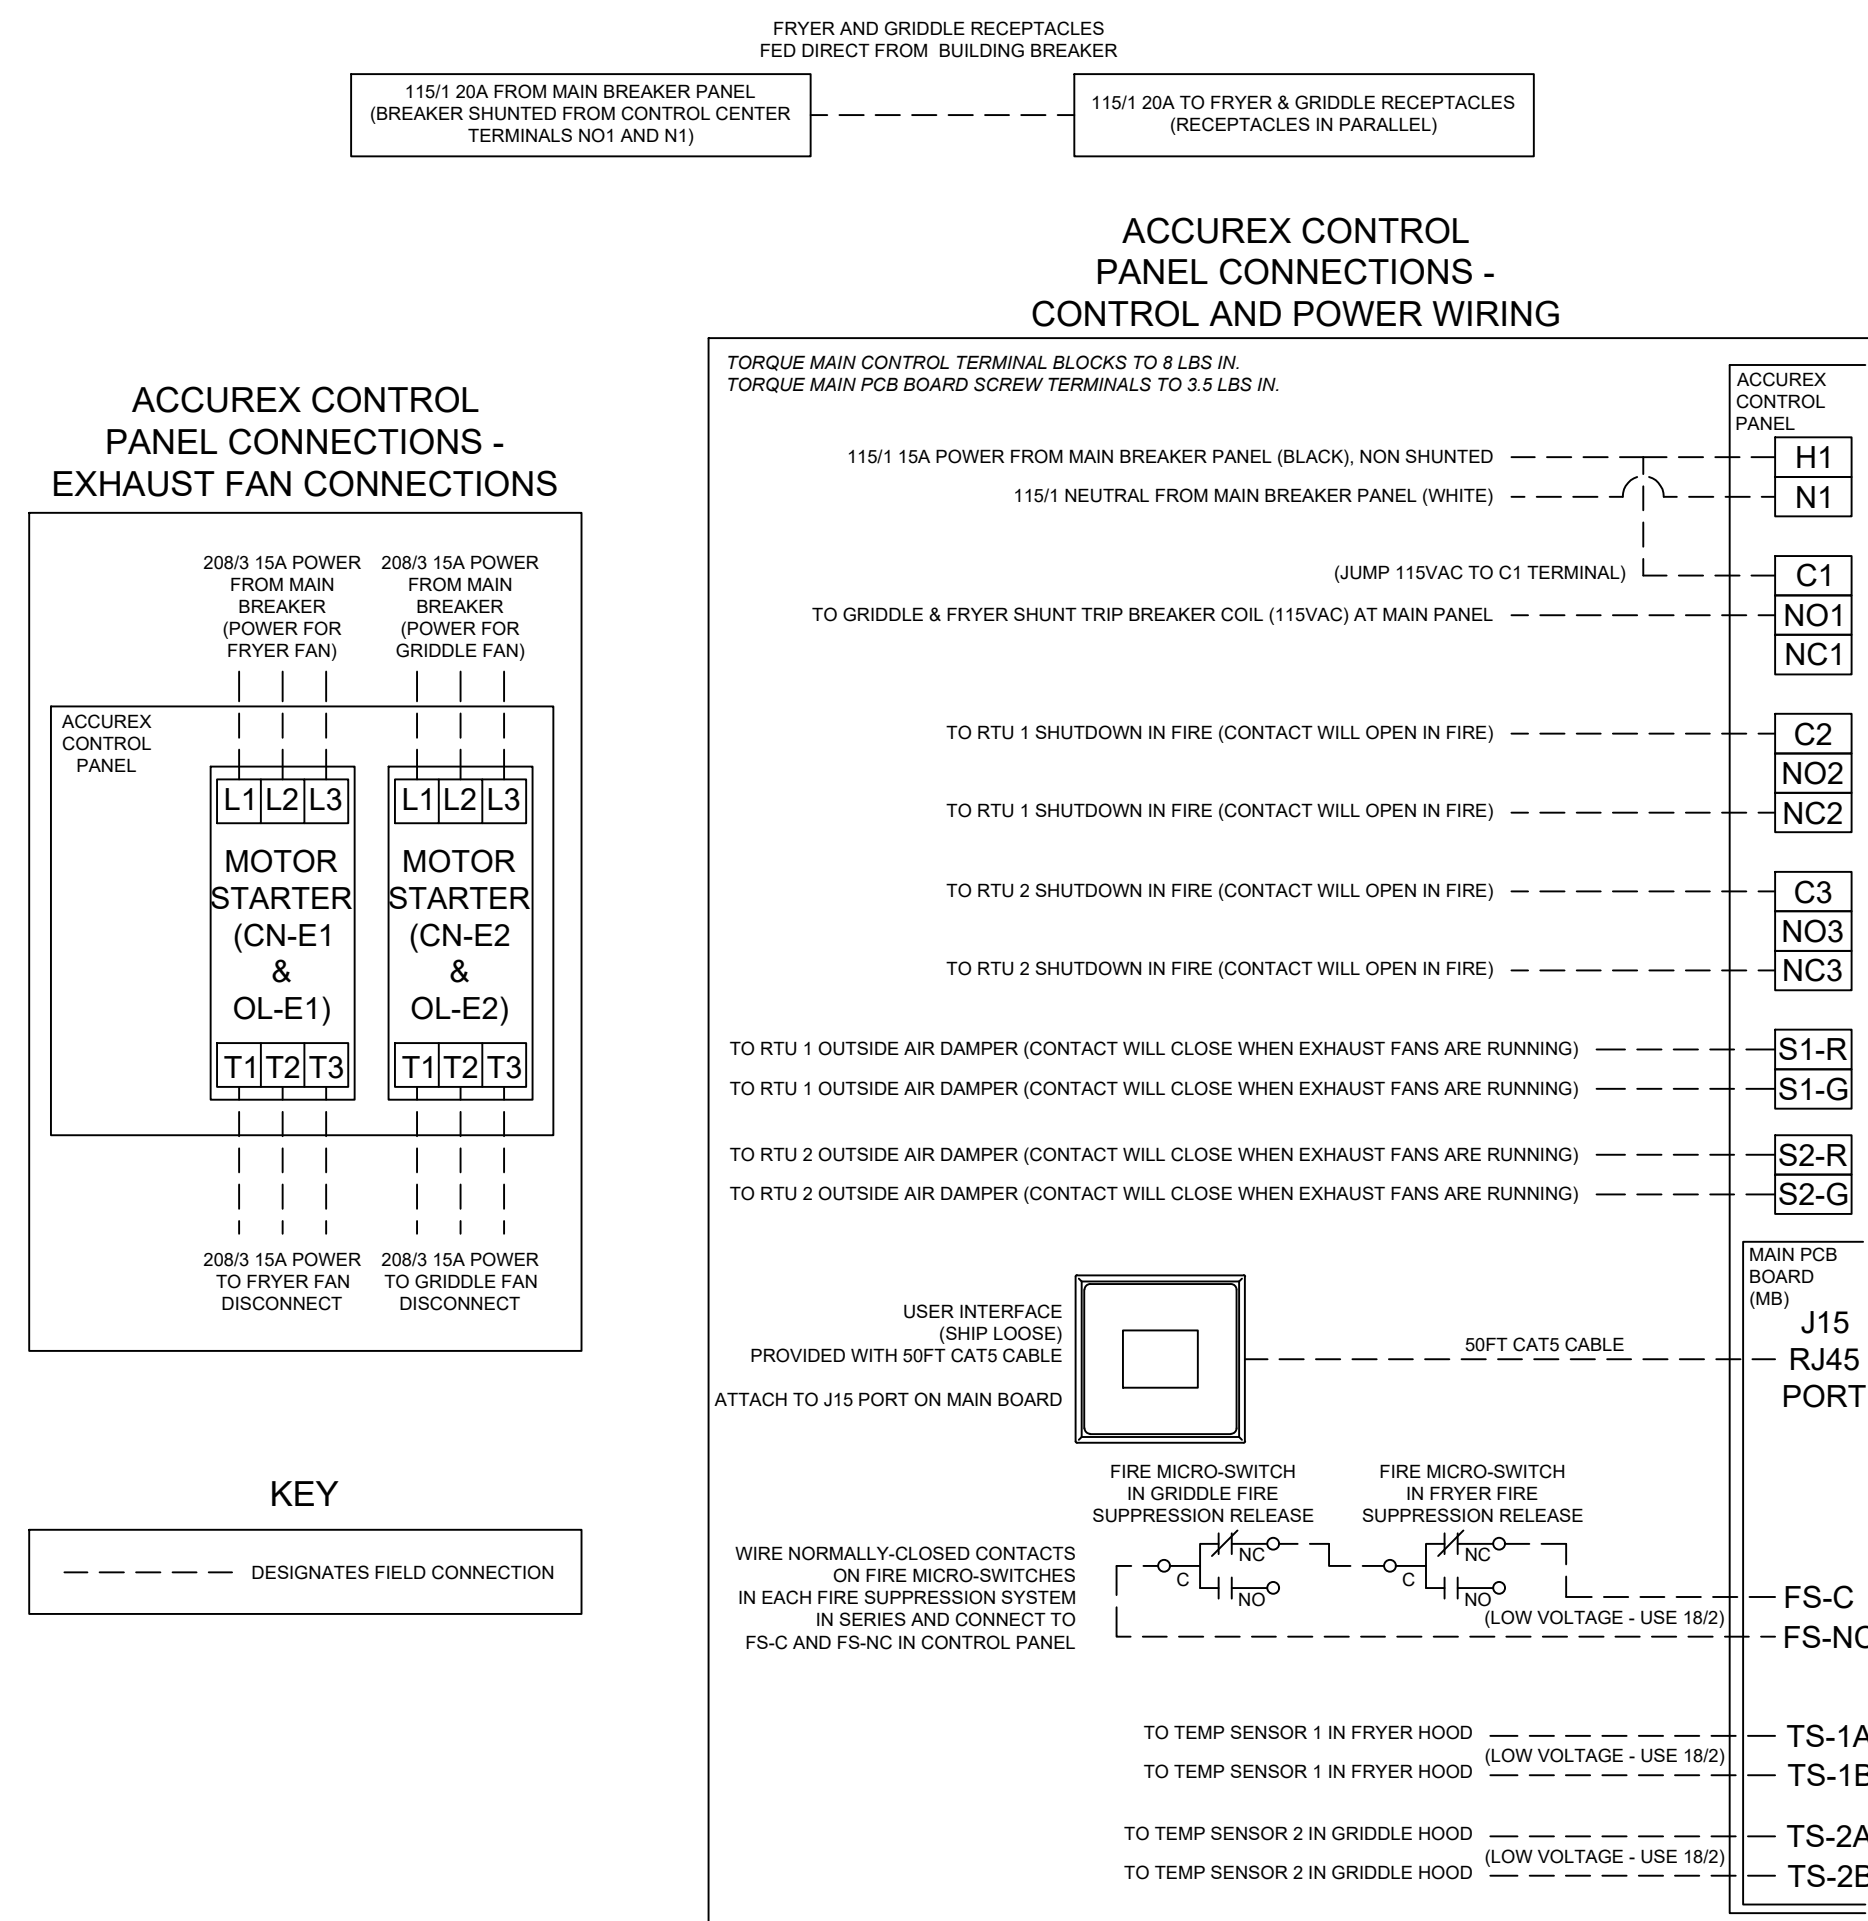 FRYER AND GRIDDLE RECEPTACLES
FED DIRECT FROM BUILDING BREAKER
115/1 20A FROM MAIN BREAKER PANEL
(BREAKER SHUNTED FROM CONTROL CENTER
TERMINALS NO1 AND N1)
115/1 20A TO FRYER & GRIDDLE RECEPTACLES
(RECEPTACLES IN PARALLEL)
ACCUREX CONTROL
PANEL CONNECTIONS -
EXHAUST FAN CONNECTIONS
208/3 15A POWER
FROM MAIN
BREAKER
(POWER FOR
FRYER FAN)
208/3 15A POWER
FROM MAIN
BREAKER
(POWER FOR
GRIDDLE FAN)
ACCUREX
CONTROL
PANEL
L1 L2 L3
MOTOR
STARTER
(CN-E1
&
OL-E1)
T1 T2 T3
L1 L2 L3
MOTOR
STARTER
(CN-E2
&
OL-E2)
T1 T2 T3
208/3 15A POWER
TO FRYER FAN
DISCONNECT
208/3 15A POWER
TO GRIDDLE FAN
DISCONNECT
KEY
DESIGNATES FIELD CONNECTION
ACCUREX CONTROL
PANEL CONNECTIONS -
CONTROL AND POWER WIRING
TORQUE MAIN CONTROL TERMINAL BLOCKS TO 8 LBS IN.
TORQUE MAIN PCB BOARD SCREW TERMINALS TO 3.5 LBS IN.
ACCUREX
CONTROL
PANEL
115/1 15A POWER FROM MAIN BREAKER PANEL (BLACK), NON SHUNTED H1
115/1 NEUTRAL FROM MAIN BREAKER PANEL (WHITE) N1
(JUMP 115VAC TO C1 TERMINAL) C1
TO GRIDDLE & FRYER SHUNT TRIP BREAKER COIL (115VAC) AT MAIN PANEL NO1
NC1
TO RTU 1 SHUTDOWN IN FIRE (CONTACT WILL OPEN IN FIRE) C2
NO2
TO RTU 1 SHUTDOWN IN FIRE (CONTACT WILL OPEN IN FIRE) NC2
TO RTU 2 SHUTDOWN IN FIRE (CONTACT WILL OPEN IN FIRE) C3
NO3
TO RTU 2 SHUTDOWN IN FIRE (CONTACT WILL OPEN IN FIRE) NC3
TO RTU 1 OUTSIDE AIR DAMPER (CONTACT WILL CLOSE WHEN EXHAUST FANS ARE RUNNING) S1-R
TO RTU 1 OUTSIDE AIR DAMPER (CONTACT WILL CLOSE WHEN EXHAUST FANS ARE RUNNING) S1-G
TO RTU 2 OUTSIDE AIR DAMPER (CONTACT WILL CLOSE WHEN EXHAUST FANS ARE RUNNING) S2-R
TO RTU 2 OUTSIDE AIR DAMPER (CONTACT WILL CLOSE WHEN EXHAUST FANS ARE RUNNING) S2-G
MAIN PCB
BOARD
(MB)
J15
RJ45
PORT
USER INTERFACE
(SHIP LOOSE)
PROVIDED WITH 50FT CAT5 CABLE
ATTACH TO J15 PORT ON MAIN BOARD
50FT CAT5 CABLE
FIRE MICRO-SWITCH
IN GRIDDLE FIRE
SUPPRESSION RELEASE
FIRE MICRO-SWITCH
IN FRYER FIRE
SUPPRESSION RELEASE
WIRE NORMALLY-CLOSED CONTACTS
ON FIRE MICRO-SWITCHES
IN EACH FIRE SUPPRESSION SYSTEM
IN SERIES AND CONNECT TO
FS-C AND FS-NC IN CONTROL PANEL
C NC NO
C NC NO
(LOW VOLTAGE - USE 18/2)
FS-C
FS-NC
TO TEMP SENSOR 1 IN FRYER HOOD TS-1A
(LOW VOLTAGE - USE 18/2)
TO TEMP SENSOR 1 IN FRYER HOOD TS-1B
TO TEMP SENSOR 2 IN GRIDDLE HOOD TS-2A
(LOW VOLTAGE - USE 18/2)
TO TEMP SENSOR 2 IN GRIDDLE HOOD TS-2B